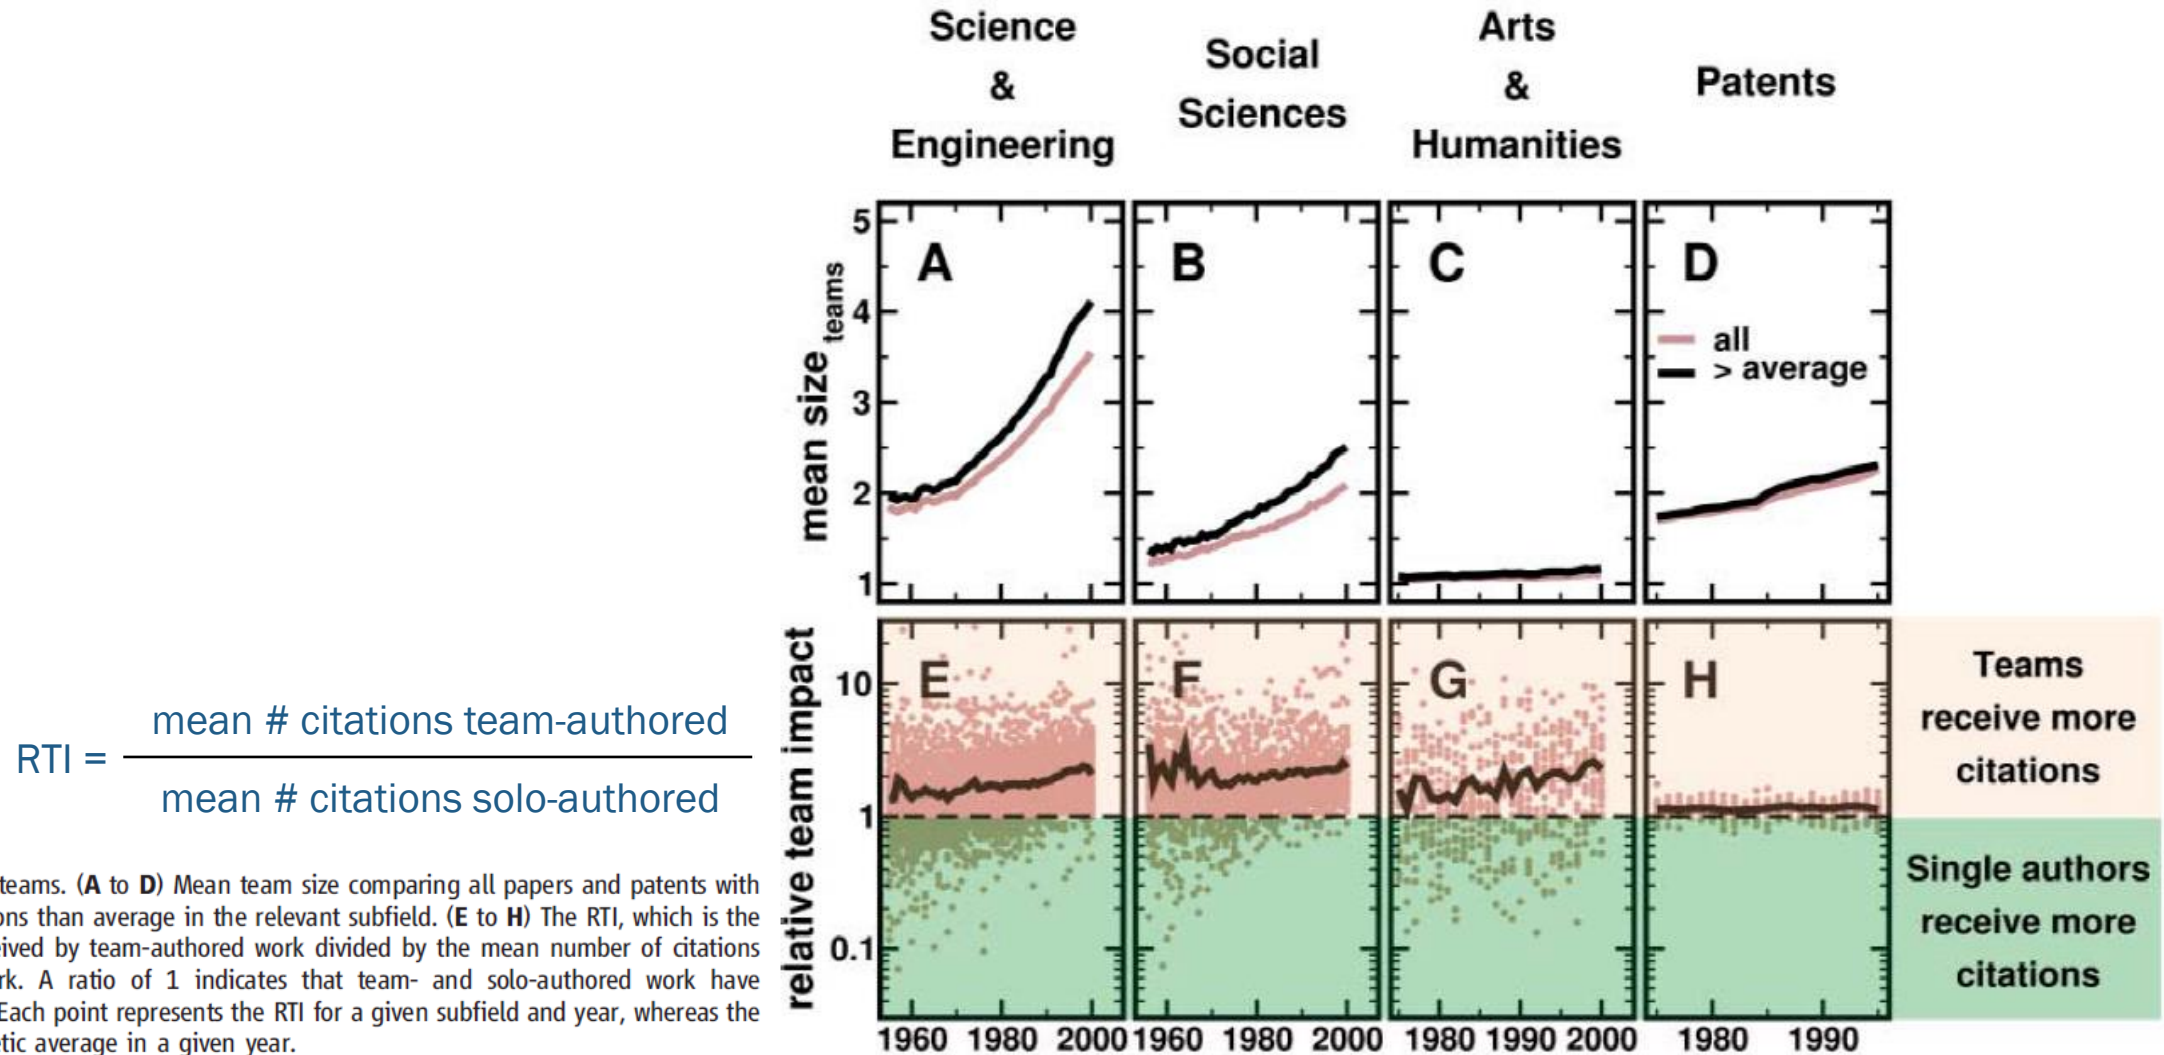 Science
&
Engineering
Social
Sciences
Arts
&
Humanities
Patents
mean size teams
5
4
3
2
1
A
B
C
D
all
> average
relative team impact
10
1
0.1
E
F
G
H
1960 1980 2000
1960 1980 2000
1980 1990 2000
1980 1990
Teams
receive more
citations
Single authors
receive more
citations
RTI =
mean # citations team-authored
mean # citations solo-authored
teams. (A to D) Mean team size comparing all papers and patents with
ons than average in the relevant subfield. (E to H) The RTI, which is the
eived by team-authored work divided by the mean number of citations
rk. A ratio of 1 indicates that team- and solo-authored work have
Each point represents the RTI for a given subfield and year, whereas the
etic average in a given year.